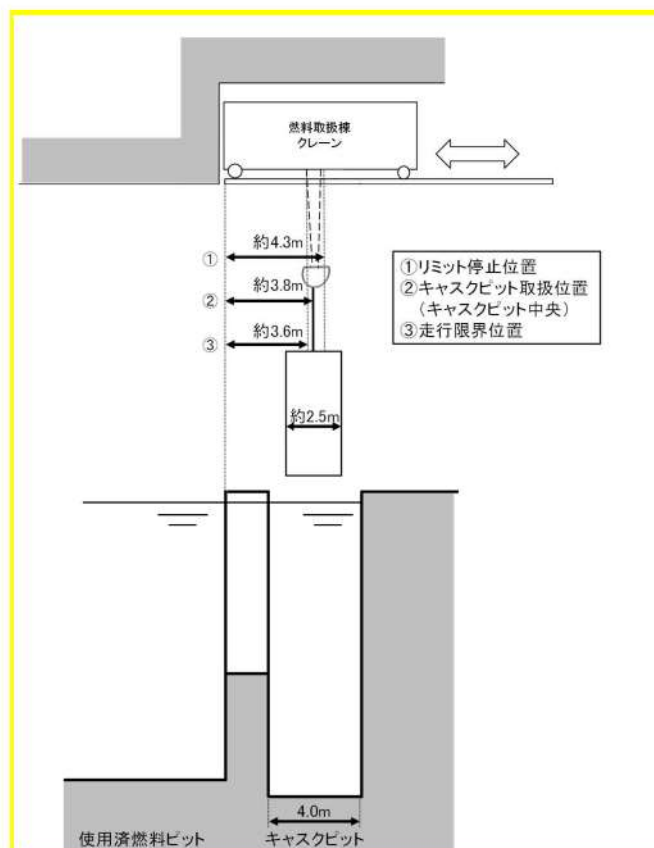 燃料取扱棟
クレーン
① 約4.3m
② 約3.8m
③ 約3.6m
①リミット停止位置
②キャスクピット取扱位置
（キャスクピット中央）
③走行限界位置
約2.5m
4.0m
使用済燃料ピット
キャスクピット